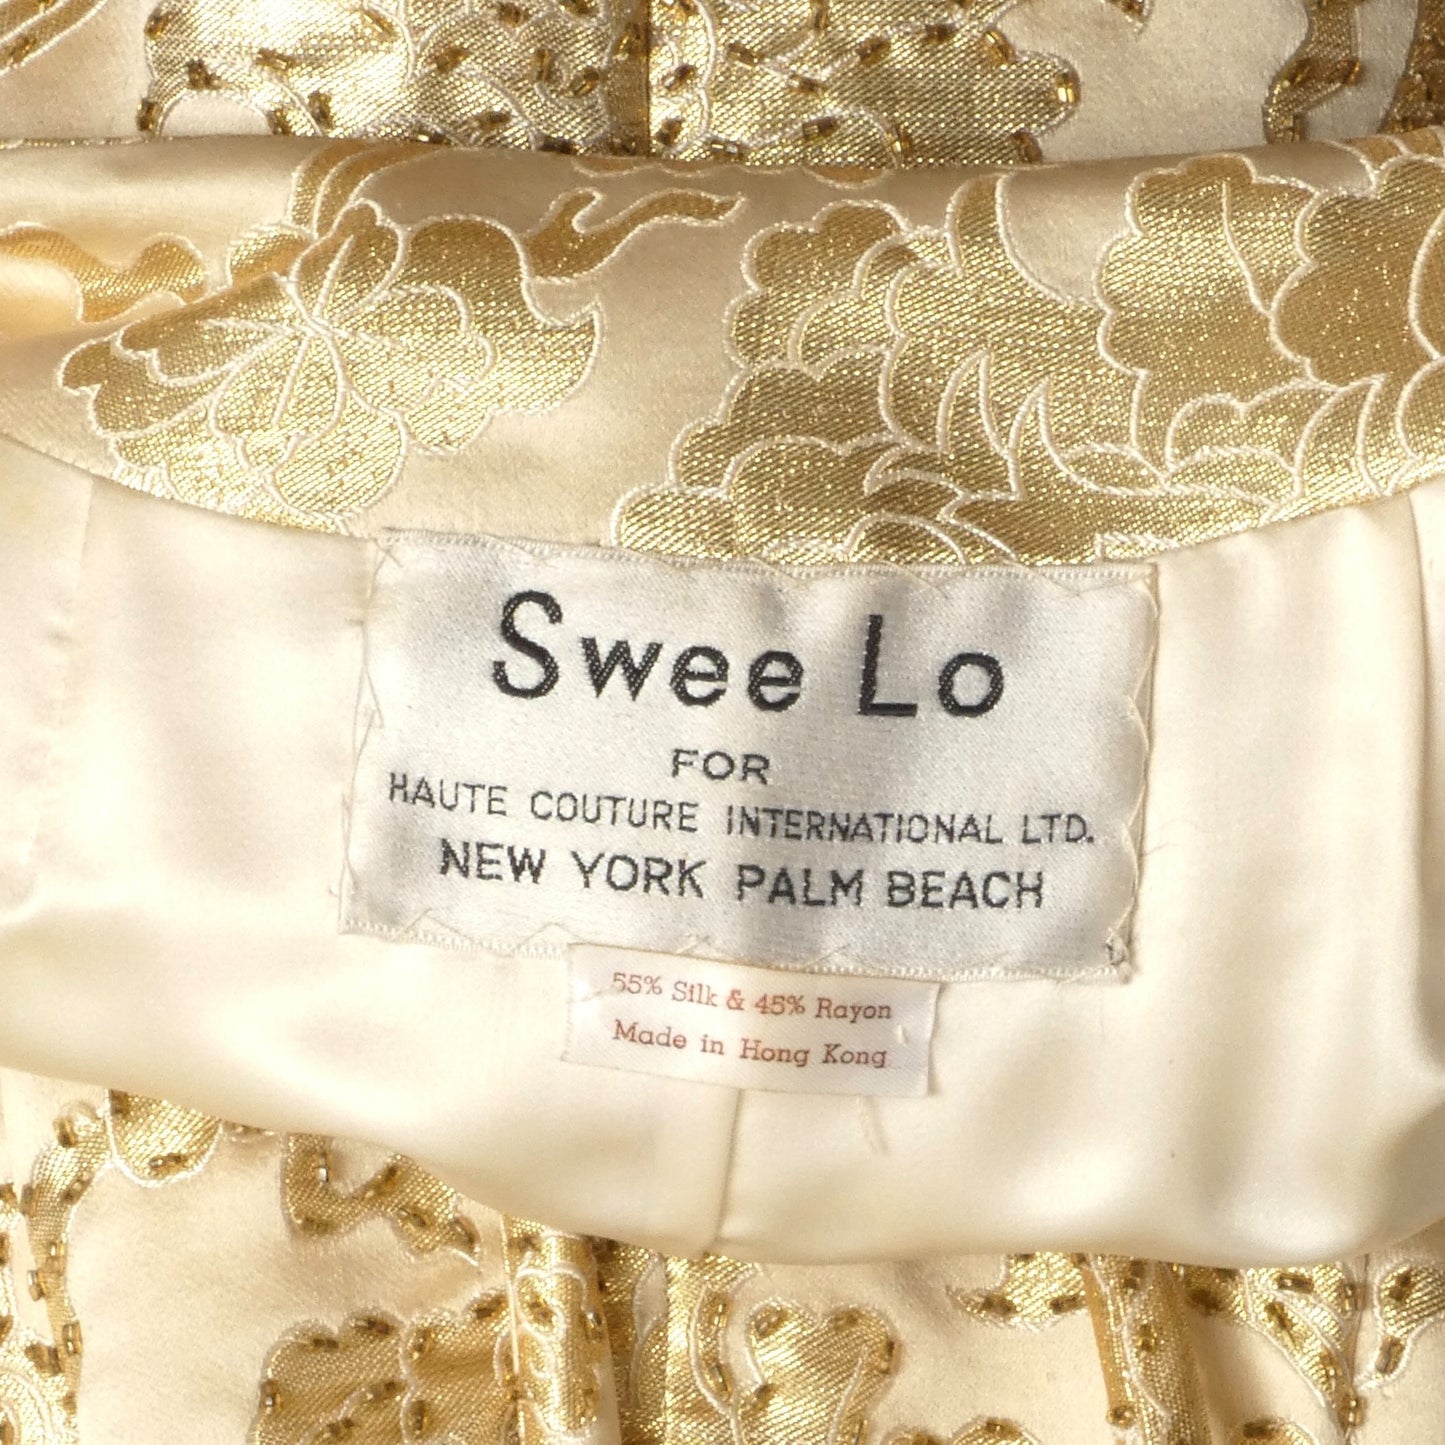 Swee Lo
FOR
HAUTE COUTURE INTERNATIONAL LTD.
NEW YORK PALM BEACH
55% Silk & 45% Rayon
Made in Hong Kong